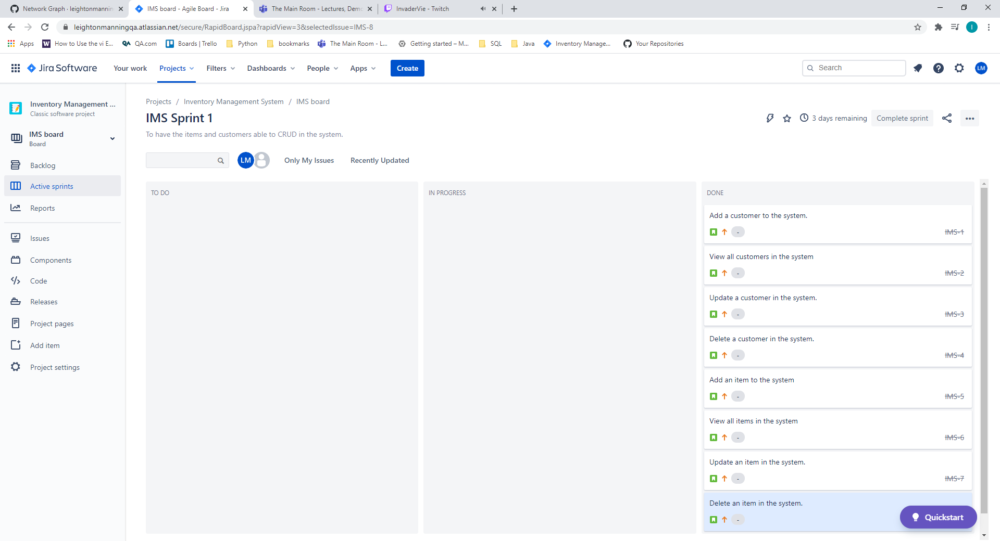 Network Graph · leightonmannin
IMS board - Agile Board - Jira
The Main Room - Lectures, Demo
InvaderVie - Twitch
leightonmanningqa.atlassian.net/secure/RapidBoard.jspa?rapidView=3&selectedIssue=IMS-8
I
Apps
How to Use the vi E...
QA.com
Boards | Trello
Python
bookmarks
The Main Room - L...
Getting started – M...
SQL
Java
Inventory Manage...
Your Repositories
Jira Software
Your work
Projects
Filters
Dashboards
People
Apps
Create
Search
LM
Inventory Management ...
Classic software project
IMS board
Board
Backlog
Active sprints
Reports
Issues
Components
Code
Releases
Project pages
Add item
Project settings
Projects / Inventory Management System / IMS board
IMS Sprint 1
3 days remaining
Complete sprint
To have the items and customers able to CRUD in the system.
LM
Only My Issues
Recently Updated
TO DO
IN PROGRESS
DONE
Add a customer to the system.
- IMS-1
View all customers in the system
- IMS-2
Update a customer in the system.
- IMS-3
Delete a customer in the system.
- IMS-4
Add an item to the system
- IMS-5
View all items in the system
- IMS-6
Update an item in the system.
- IMS-7
Delete an item in the system.
-
Quickstart